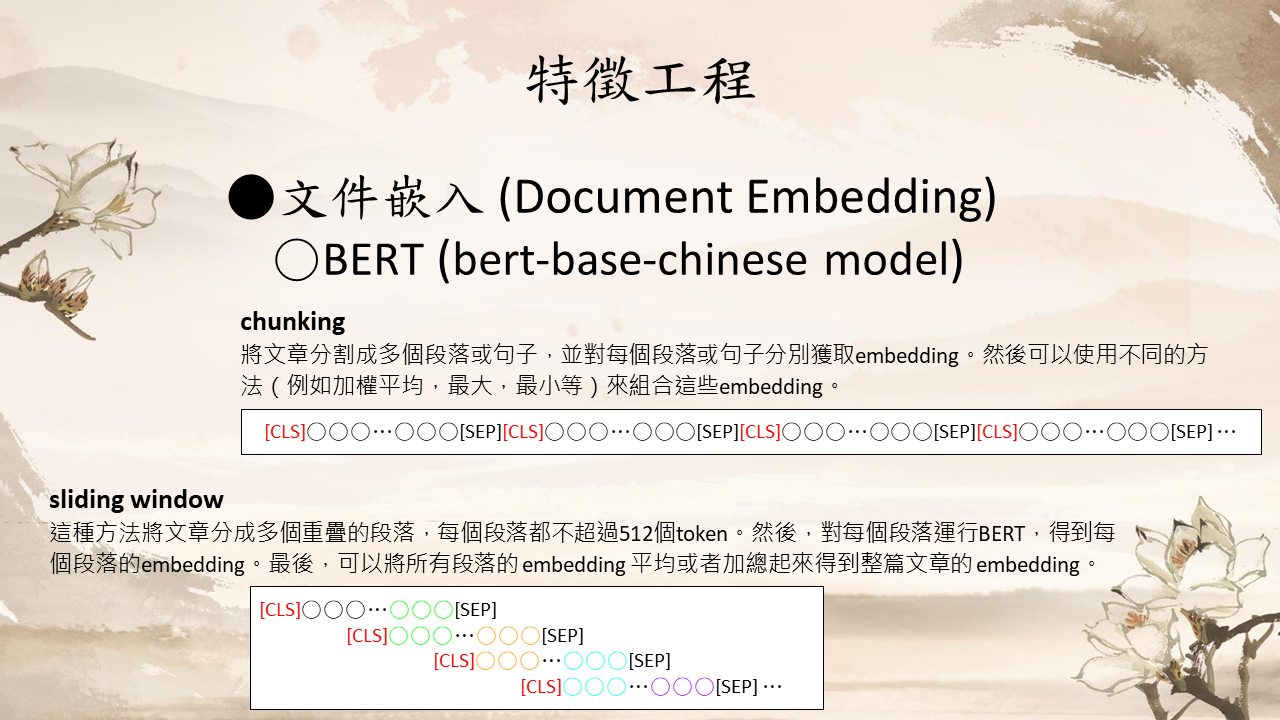 特徵工程
●文件嵌入 (Document Embedding)
○BERT (bert-base-chinese model)
chunking
將文章分割成多個段落或句子，並對每個段落或句子分別獲取embedding。然後可以使用不同的方
法（例如加權平均，最大，最小等）來組合這些embedding。
[CLS]○○○…○○○[SEP][CLS]○○○…○○○[SEP][CLS]○○○…○○○[SEP][CLS]○○○…○○○[SEP] …
sliding window
這種方法將文章分成多個重疊的段落，每個段落都不超過512個token。然後，對每個段落運行BERT，得到每
個段落的embedding。最後，可以將所有段落的 embedding 平均或者加總起來得到整篇文章的 embedding。
[CLS]○○○…○○○[SEP]
[CLS]○○○…○○○[SEP]
[CLS]○○○…○○○[SEP]
[CLS]○○○…○○○[SEP] …